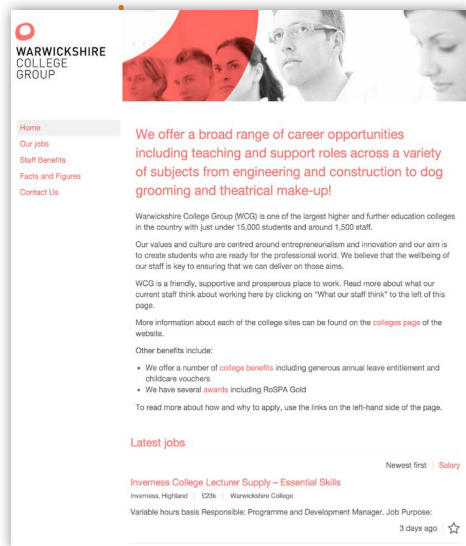 WARWICKSHIRE
COLLEGE
GROUP
Home
Our jobs
Staff Benefits
Facts and Figures
Contact Us
We offer a broad range of career opportunities
including teaching and support roles across a variety
of subjects from engineering and construction to dog
grooming and theatrical make-up!
Warwickshire College Group (WCG) is one of the largest higher and further education colleges
in the country with just under 15,000 students and around 1,500 staff.
Our values and culture are centred around entrepreneurialism and innovation and our aim is
to create students who are ready for the professional world. We believe that the wellbeing of
our staff is key to ensuring that we can deliver on those aims.
WCG is a friendly, supportive and prosperous place to work. Read more about what our
current staff think about working here by clicking on “What our staff think” to the left of this
page.
More information about each of the college sites can be found on the colleges page of the
website.
Other benefits include:
• We offer a number of college benefits including generous annual leave entitlement and
childcare vouchers
• We have several awards including RoSPA Gold
To read more about how and why to apply, use the links on the left-hand side of the page.
Latest jobs
Newest first | Salary
Inverness College Lecturer Supply – Essential Skills
Inverness, Highland | £23k | Warwickshire College
Variable hours basis Responsible: Programme and Development Manager. Job Purpose:
3 days ago